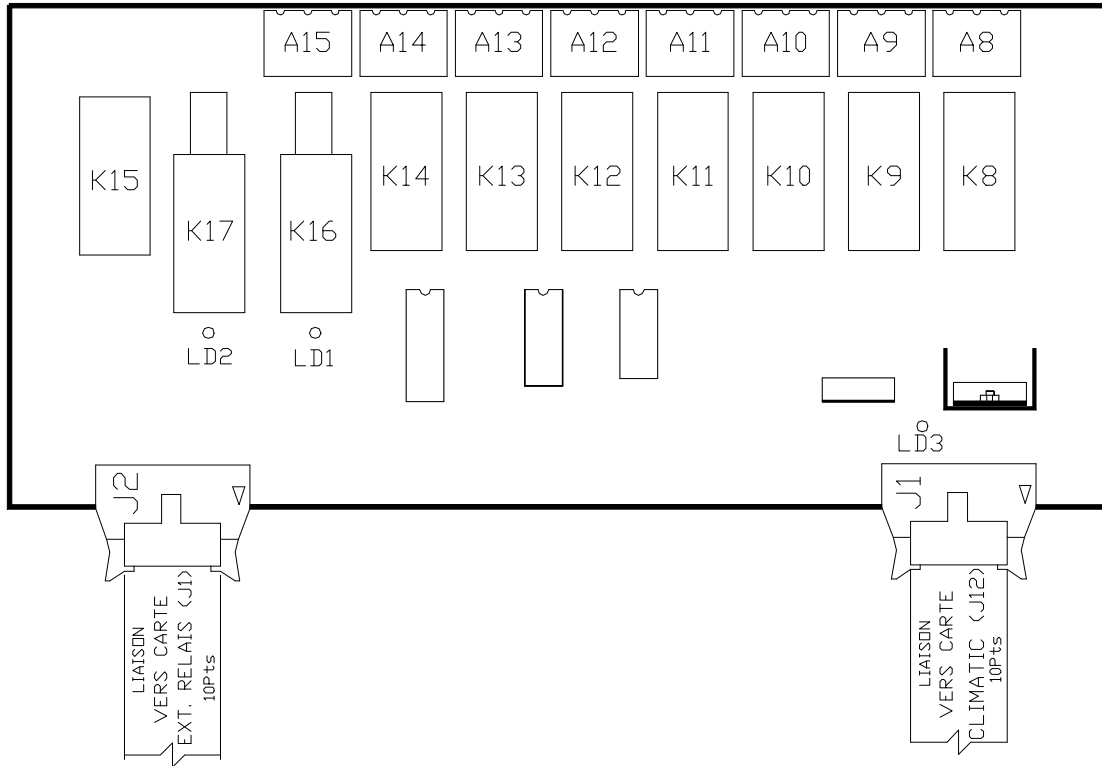 A15 A14 A13 A12 A11 A10 A9 A8
K15 K17 K16 K14 K13 K12 K11 K10 K9 K8
LD2 LD1
LD3
J2 J1
LIAISON
VERS CARTE
EXT. RELAIS (J1)
10Pts
LIAISON
VERS CARTE
CLIMATIC (J12)
10Pts